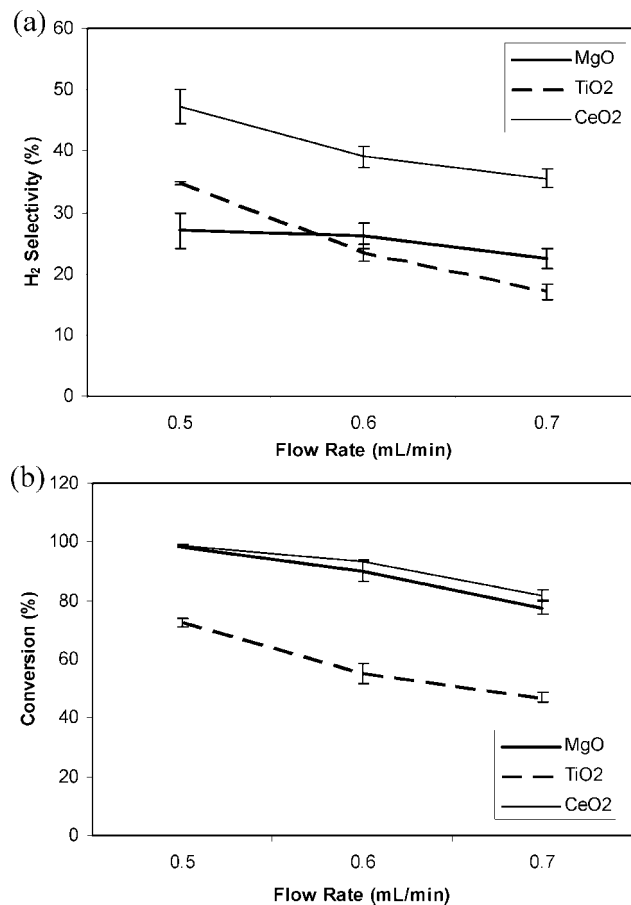 (a)
60
50
40
30
20
10
0
H₂ Selectivity (%)
MgO
TiO2
CeO2
0.5 0.6 0.7
Flow Rate (mL/min)
(b)
120
100
80
60
40
20
0
Conversion (%)
MgO
TiO2
CeO2
0.5 0.6 0.7
Flow Rate (mL/min)